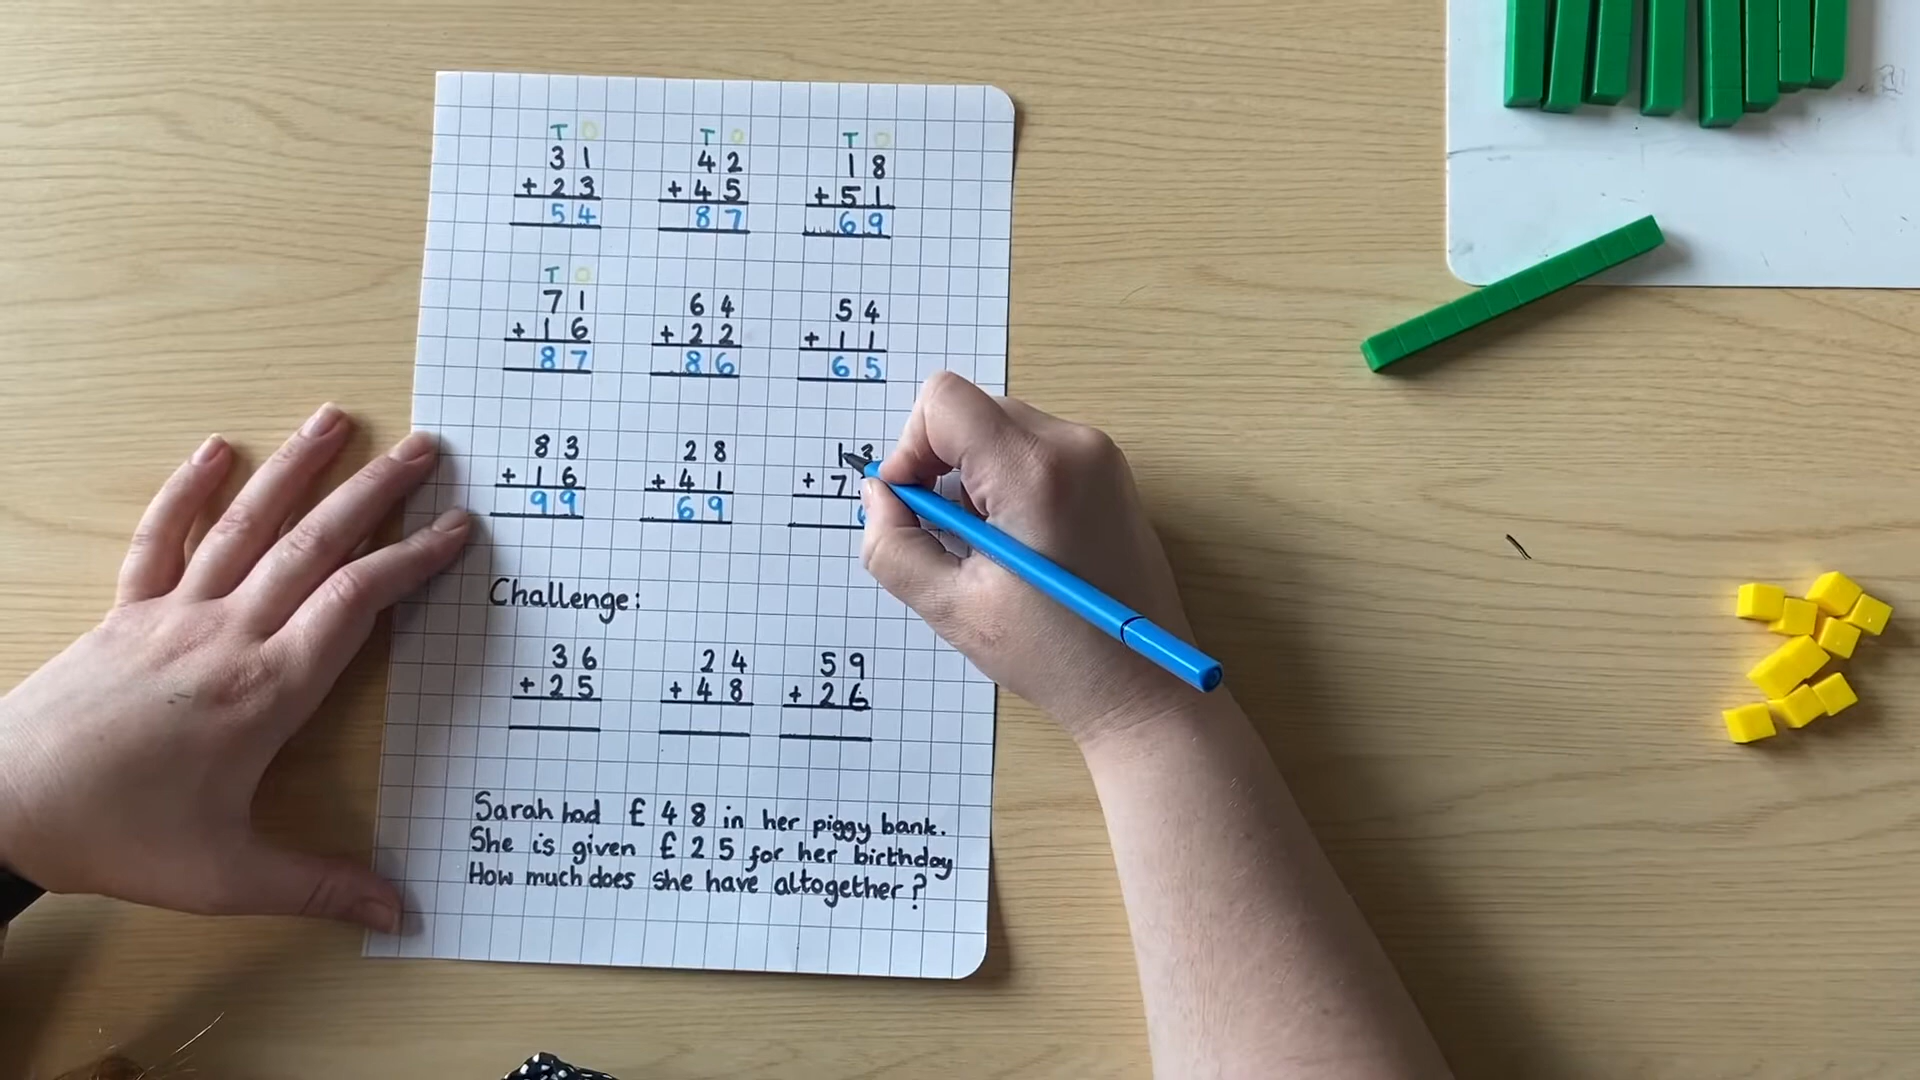 T O T O T O
31 42 18
+ 23 + 45 + 51
54 87 69
T O
71 64 54
+ 16 + 22 + 11
87 86 65
83 28 13
+ 16 + 41 + 7
99 69
Challenge:
36 24 59
+ 25 + 48 + 26
Sarah had £48 in her piggy bank.
She is given £25 for her birthday
How much does she have altogether?